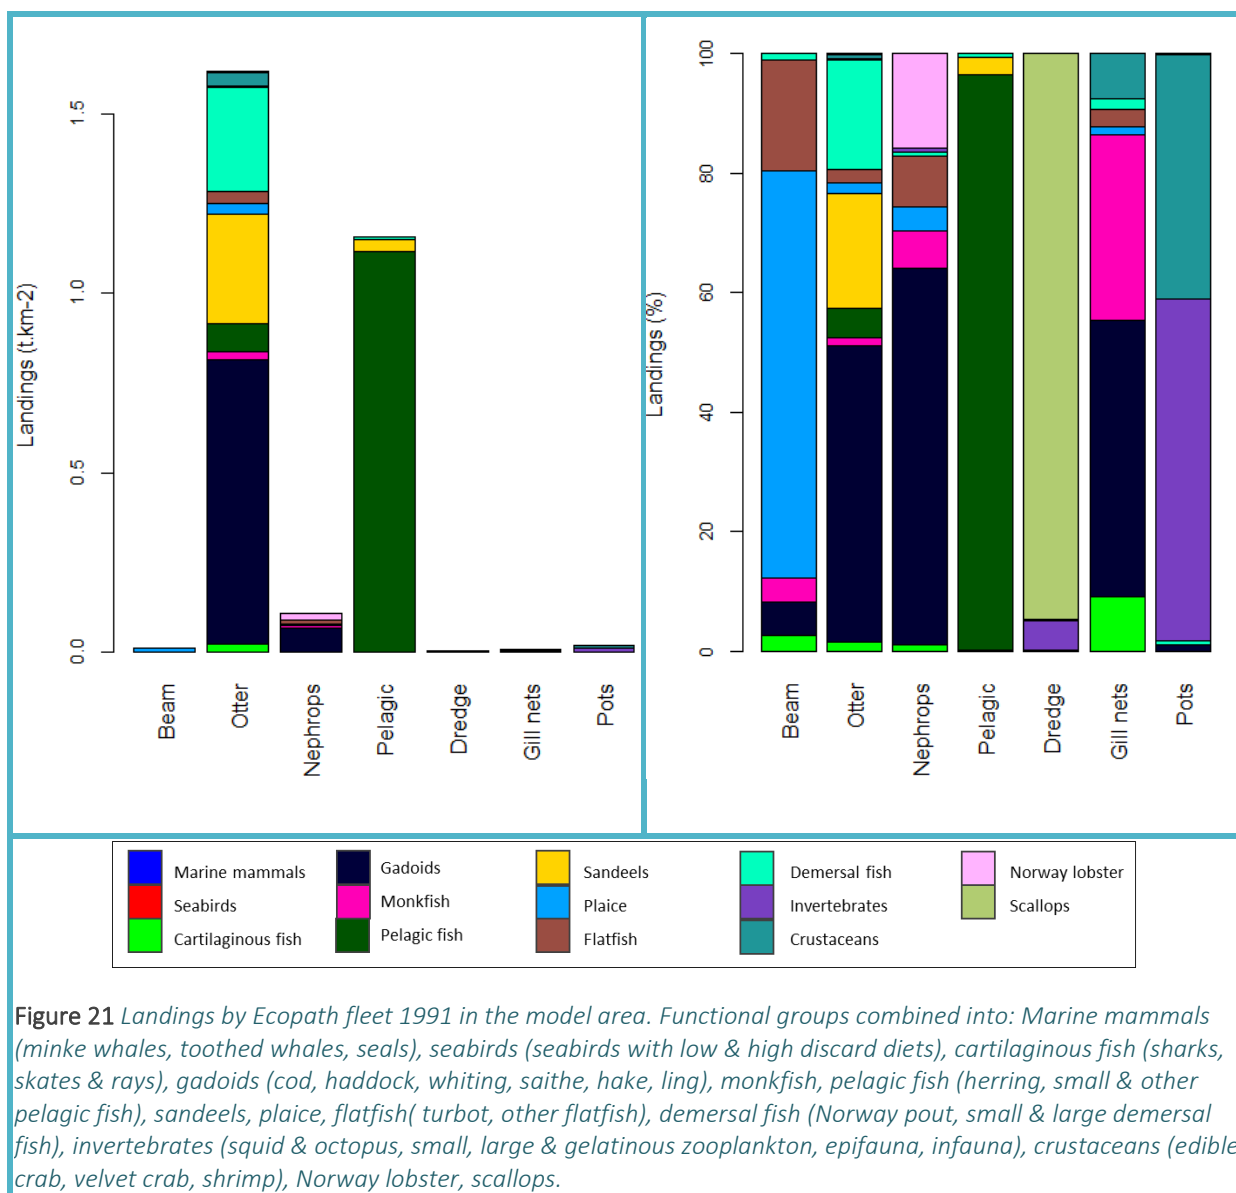 Landings (t.km-2)
1.5
1.0
0.5
0.0
Beam
Otter
Nephrops
Pelagic
Dredge
Gill nets
Pots
Landings (%)
100
80
60
40
20
0
Beam
Otter
Nephrops
Pelagic
Dredge
Gill nets
Pots
Marine mammals
Seabirds
Cartilaginous fish
Gadoids
Monkfish
Pelagic fish
Sandeels
Plaice
Flatfish
Demersal fish
Invertebrates
Crustaceans
Norway lobster
Scallops
Figure 21 Landings by Ecopath fleet 1991 in the model area. Functional groups combined into: Marine mammals
(minke whales, toothed whales, seals), seabirds (seabirds with low & high discard diets), cartilaginous fish (sharks,
skates & rays), gadoids (cod, haddock, whiting, saithe, hake, ling), monkfish, pelagic fish (herring, small & other
pelagic fish), sandeels, plaice, flatfish( turbot, other flatfish), demersal fish (Norway pout, small & large demersal
fish), invertebrates (squid & octopus, small, large & gelatinous zooplankton, epifauna, infauna), crustaceans (edible
crab, velvet crab, shrimp), Norway lobster, scallops.